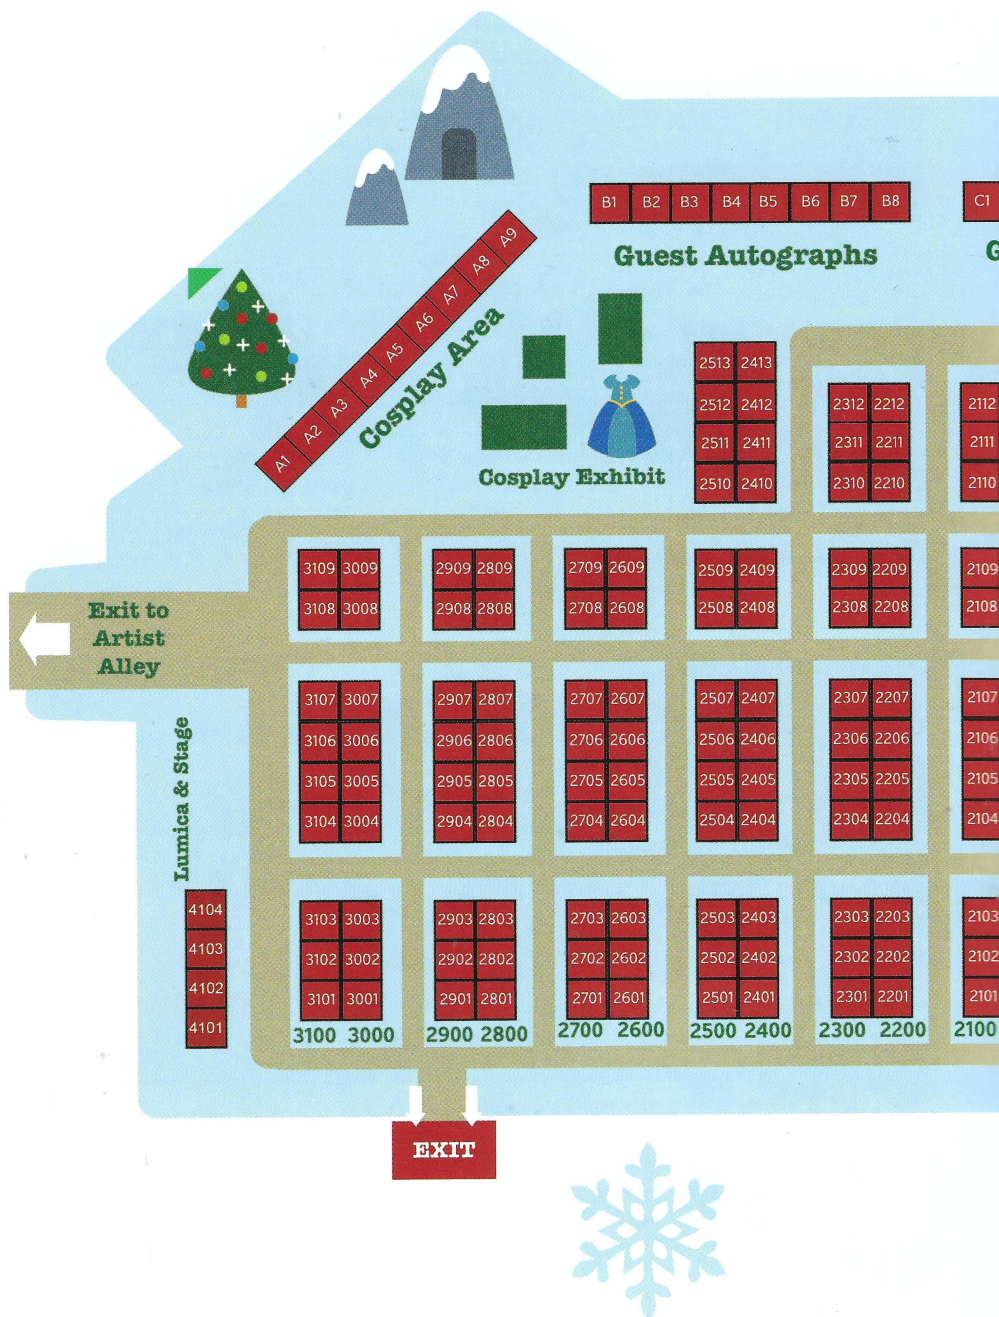 B1 B2 B3 B4 B5 B6 B7 B8 C1
Guest Autographs G
A1 A2 A3 A4 A5 A6 A7 A8 A9
Cosplay Area
Cosplay Exhibit
2513 2413
2512 2412
2511 2411
2510 2410
2312 2212 2112
2311 2211 2111
2310 2210 2110
Exit to
Artist
Alley
3109 3009 2909 2809 2709 2609 2509 2409 2309 2209 2109
3108 3008 2908 2808 2708 2608 2508 2408 2308 2208 2108
3107 3007 2907 2807 2707 2607 2507 2407 2307 2207 2107
3106 3006 2906 2806 2706 2606 2506 2406 2306 2206 2106
3105 3005 2905 2805 2705 2605 2505 2405 2305 2205 2105
3104 3004 2904 2804 2704 2604 2504 2404 2304 2204 2104
Lumica & Stage
4104
4103
4102
4101
3103 3003 2903 2803 2703 2603 2503 2403 2303 2203 2103
3102 3002 2902 2802 2702 2602 2502 2402 2302 2202 2102
3101 3001 2901 2801 2701 2601 2501 2401 2301 2201 2101
3100 3000 2900 2800 2700 2600 2500 2400 2300 2200 2100
EXIT